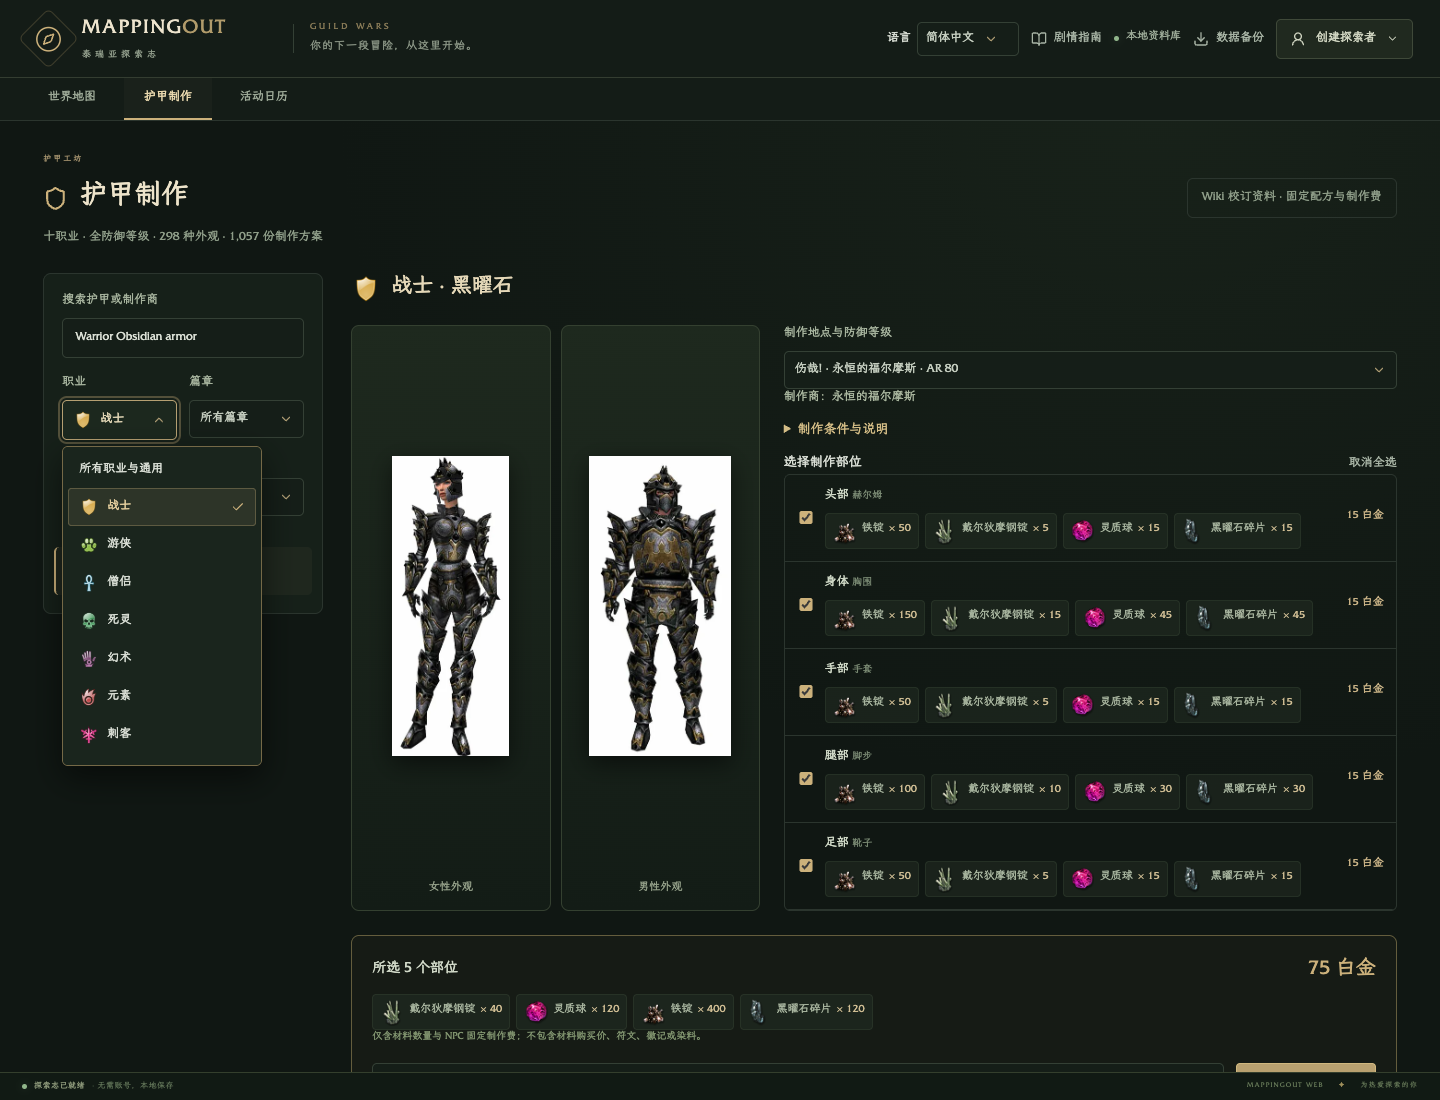 MAPPINGOUT
泰瑞亚探索志
GUILD WARS
你的下一段冒险，从这里开始。
语言
简体中文
剧情指南
本地资料库
数据备份
创建探索者
世界地图
护甲制作
活动日历
护甲工坊
护甲制作
十职业 · 全防御等级 · 298 种外观 · 1,057 份制作方案
Wiki 校订资料 · 固定配方与制作费
搜索护甲或制作商
Warrior Obsidian armor
职业
篇章
战士
所有篇章
所有职业与通用
战士
游侠
僧侣
死灵
幻术
元素
刺客
战士 · 黑曜石
女性外观
男性外观
制作地点与防御等级
伤哉! · 永恒的福尔摩斯 · AR 80
制作商：永恒的福尔摩斯
制作条件与说明
选择制作部位
取消全选
头部 赫尔姆
15 白金
铁锭 × 50
戴尔狄摩钢锭 × 5
灵质球 × 15
黑曜石碎片 × 15
身体 胸围
15 白金
铁锭 × 150
戴尔狄摩钢锭 × 15
灵质球 × 45
黑曜石碎片 × 45
手部 手套
15 白金
铁锭 × 50
戴尔狄摩钢锭 × 5
灵质球 × 15
黑曜石碎片 × 15
腿部 脚步
15 白金
铁锭 × 100
戴尔狄摩钢锭 × 10
灵质球 × 30
黑曜石碎片 × 30
足部 靴子
15 白金
铁锭 × 50
戴尔狄摩钢锭 × 5
灵质球 × 15
黑曜石碎片 × 15
所选 5 个部位
75 白金
戴尔狄摩钢锭 × 40
灵质球 × 120
铁锭 × 400
黑曜石碎片 × 120
仅含材料数量与 NPC 固定制作费；不包含材料购买价、符文、徽记或染料。
探索志已就绪 · 无需账号，本地保存
MAPPINGOUT WEB
为热爱探索的你